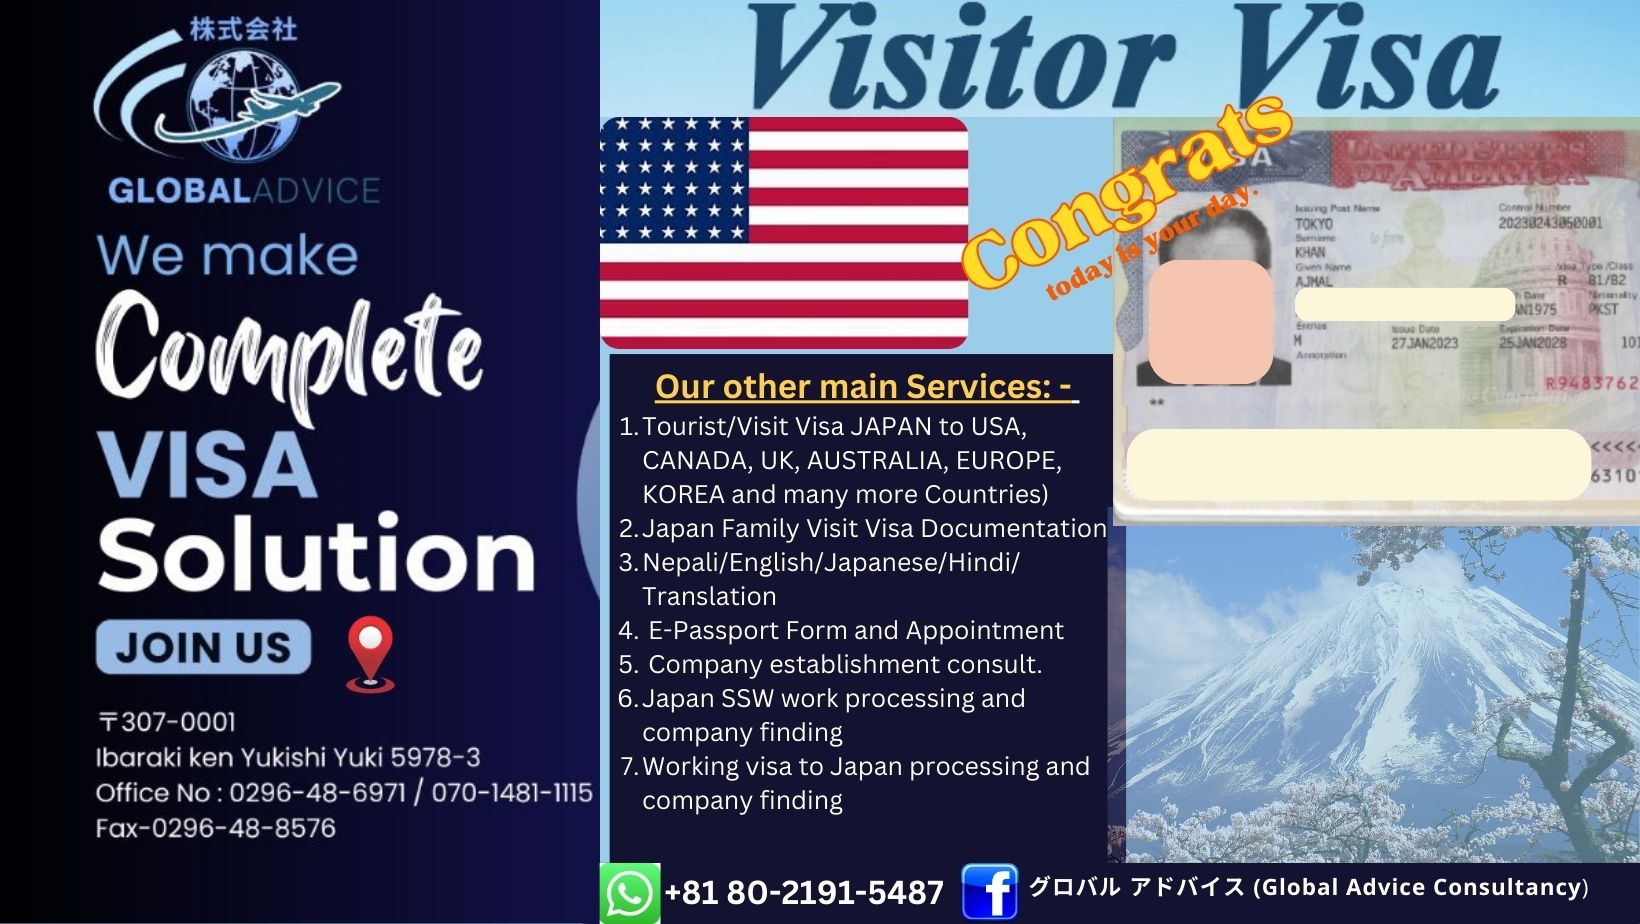 株式会社
GLOBALADVICE
We make
Complete
VISA
Solution
JOIN US
〒307-0001
Ibaraki ken Yukishi Yuki 5978-3
Office No : 0296-48-6971 / 070-1481-1115
Fax-0296-48-8576
Visitor Visa
Congrats
today is your day.
UNITED STATES
OF AMERICA
Issuing Post Name
Control Number
TOKYO
20230243050001
Surname
KHAN
Given Name
Visa Type /Class
AJMAL
R B1/B2
Nationality
PKST
Entries
Issue Date
Expiration Date
M
27JAN2023
25JAN2028
Annotation
**
Our other main Services: -
1. Tourist/Visit Visa JAPAN to USA,
CANADA, UK, AUSTRALIA, EUROPE,
KOREA and many more Countries)
2. Japan Family Visit Visa Documentation
3. Nepali/English/Japanese/Hindi/
Translation
4. E-Passport Form and Appointment
5. Company establishment consult.
6. Japan SSW work processing and
company finding
7. Working visa to Japan processing and
company finding
+81 80-2191-5487
グロバル アドバイス (Global Advice Consultancy)